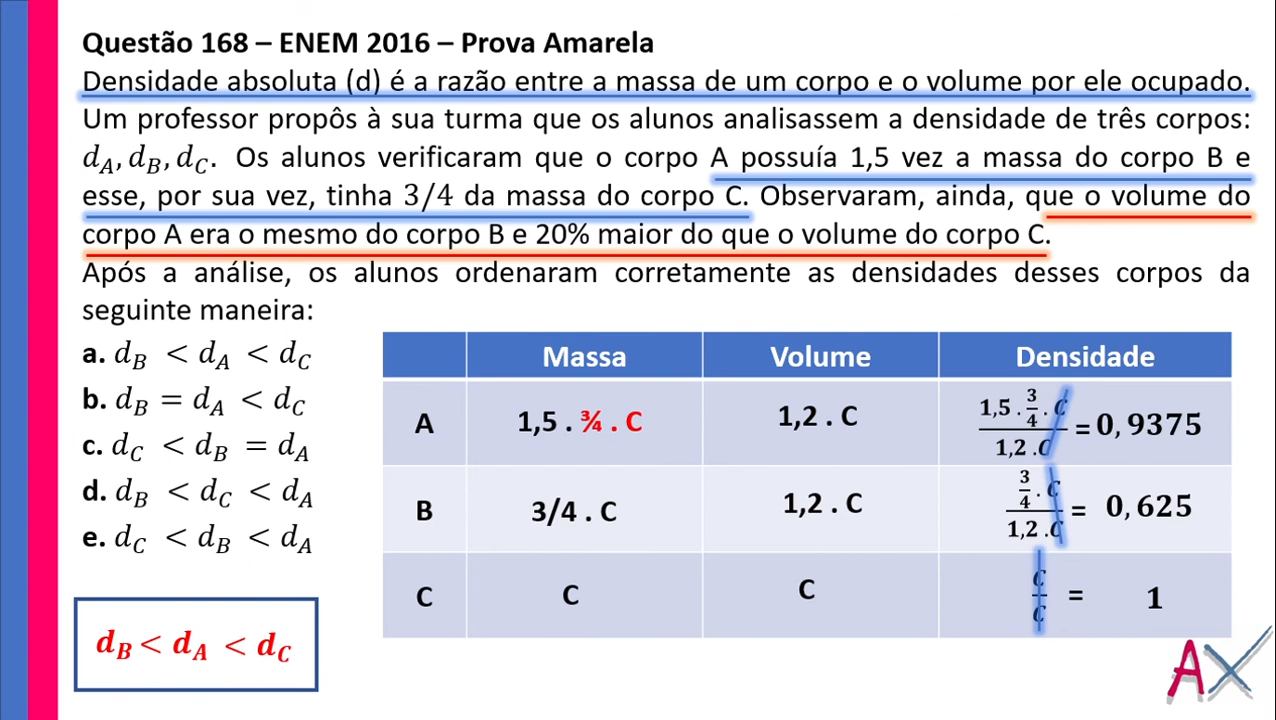 Questão 168 – ENEM 2016 – Prova Amarela
Densidade absoluta (d) é a razão entre a massa de um corpo e o volume por ele ocupado.
Um professor propôs à sua turma que os alunos analisassem a densidade de três corpos:
d_A, d_B, d_C. Os alunos verificaram que o corpo A possuía 1,5 vez a massa do corpo B e
esse, por sua vez, tinha 3/4 da massa do corpo C. Observaram, ainda, que o volume do
corpo A era o mesmo do corpo B e 20% maior do que o volume do corpo C.
Após a análise, os alunos ordenaram corretamente as densidades desses corpos da
seguinte maneira:
a. d_B < d_A < d_C
b. d_B = d_A < d_C
c. d_C < d_B = d_A
d. d_B < d_C < d_A
e. d_C < d_B < d_A
Massa Volume Densidade
A 1,5 . ¾ . C 1,2 . C (1,5 . 3/4 . C)/(1,2 .C) = 0,9375
B 3/4 . C 1,2 . C (3/4 . C)/(1,2 .C) = 0,625
C C C C/C = 1
d_B < d_A < d_C
AX